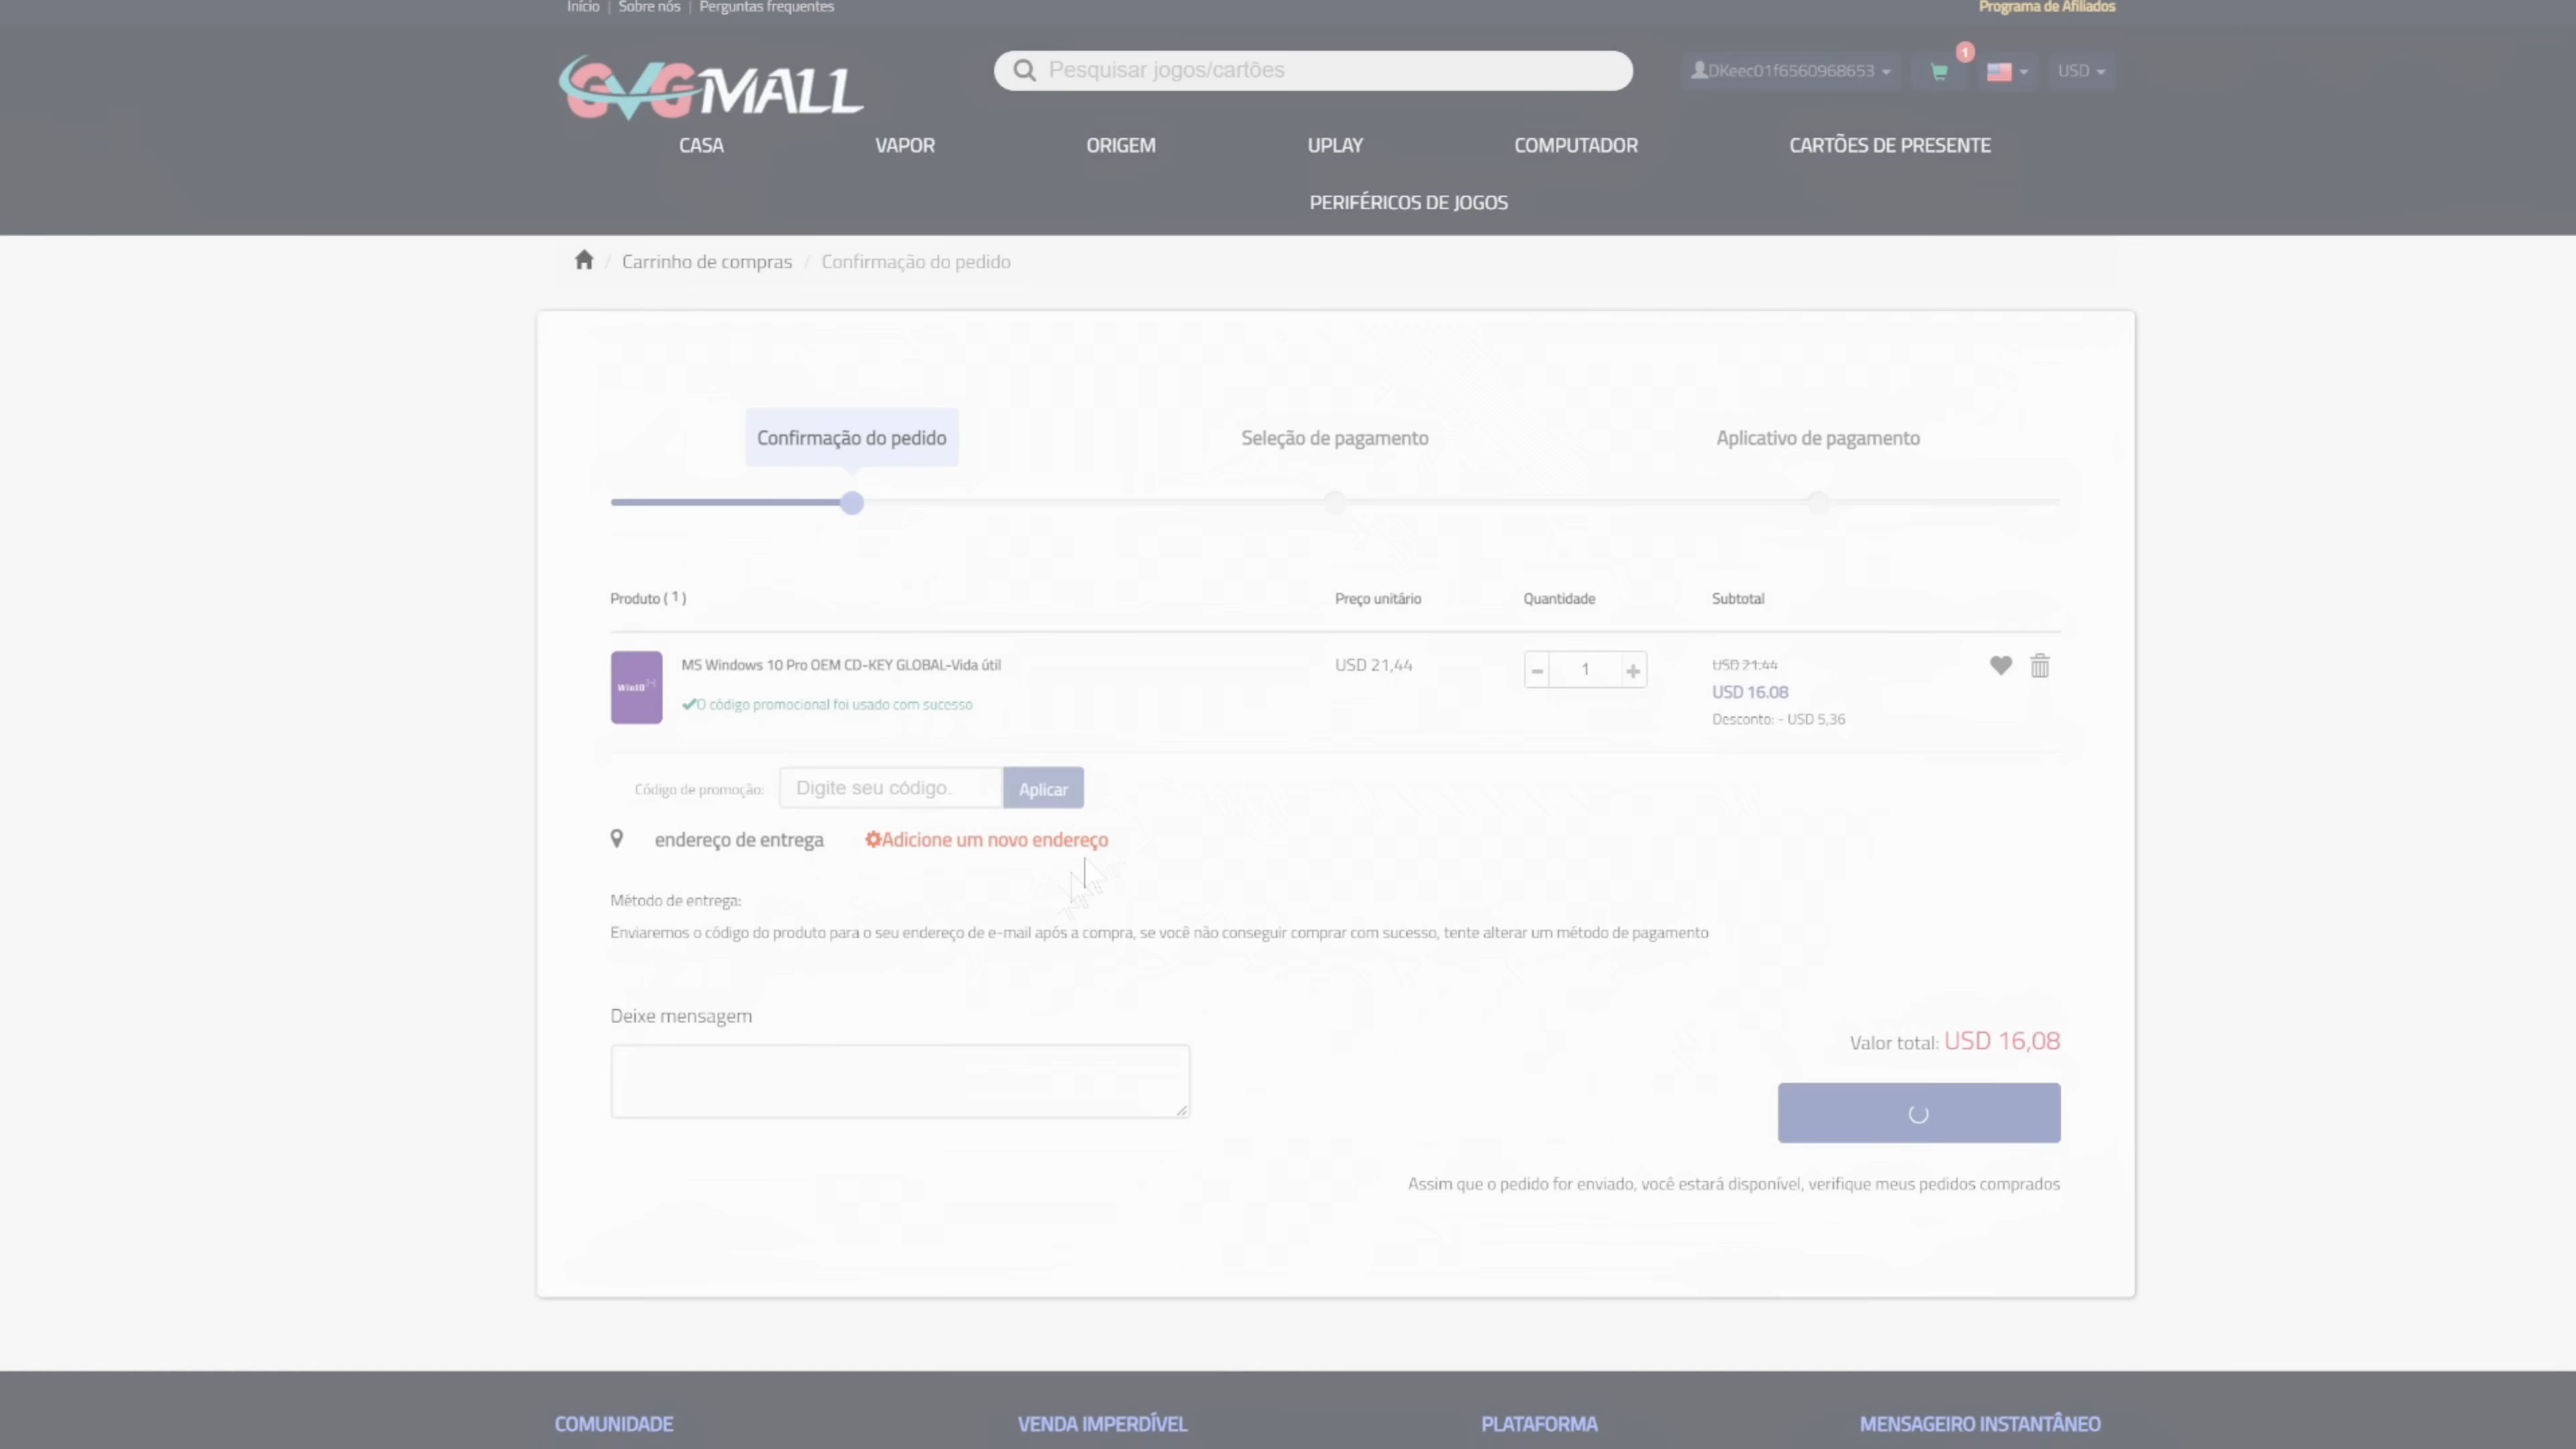 Início | Sobre nós | Perguntas frequentes
Programa de Afiliados
GVGMALL
Pesquisar jogos/cartões
DKeec01f6560968653
1
USD
CASA
VAPOR
ORIGEM
UPLAY
COMPUTADOR
CARTÕES DE PRESENTE
PERIFÉRICOS DE JOGOS
/ Carrinho de compras / Confirmação do pedido
Confirmação do pedido
Seleção de pagamento
Aplicativo de pagamento
Produto ( 1 )
Preço unitário
Quantidade
Subtotal
Win10
MS Windows 10 Pro OEM CD-KEY GLOBAL-Vida útil
USD 21,44
1
USD 21.44
USD 16.08
O código promocional foi usado com sucesso
Desconto: - USD 5,36
Código de promoção:
Digite seu código.
Aplicar
endereço de entrega
Adicione um novo endereço
Método de entrega:
Enviaremos o código do produto para o seu endereço de e-mail após a compra, se você não conseguir comprar com sucesso, tente alterar um método de pagamento
Deixe mensagem
Valor total: USD 16,08
Assim que o pedido for enviado, você estará disponível, verifique meus pedidos comprados
COMUNIDADE
VENDA IMPERDÍVEL
PLATAFORMA
MENSAGEIRO INSTANTÂNEO